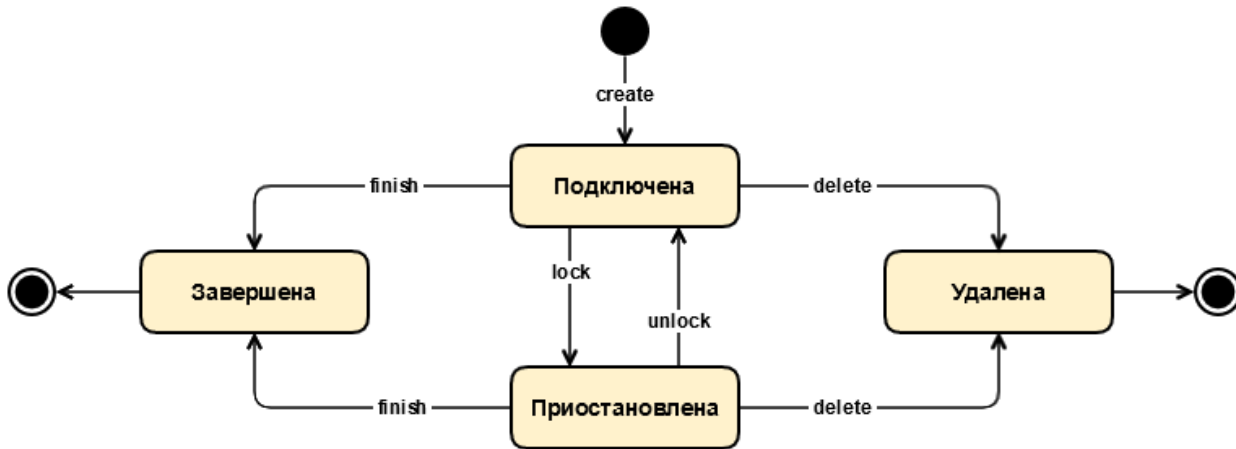 create
Подключена
finish
delete
lock
unlock
Завершена
Удалена
Приостановлена
finish
delete